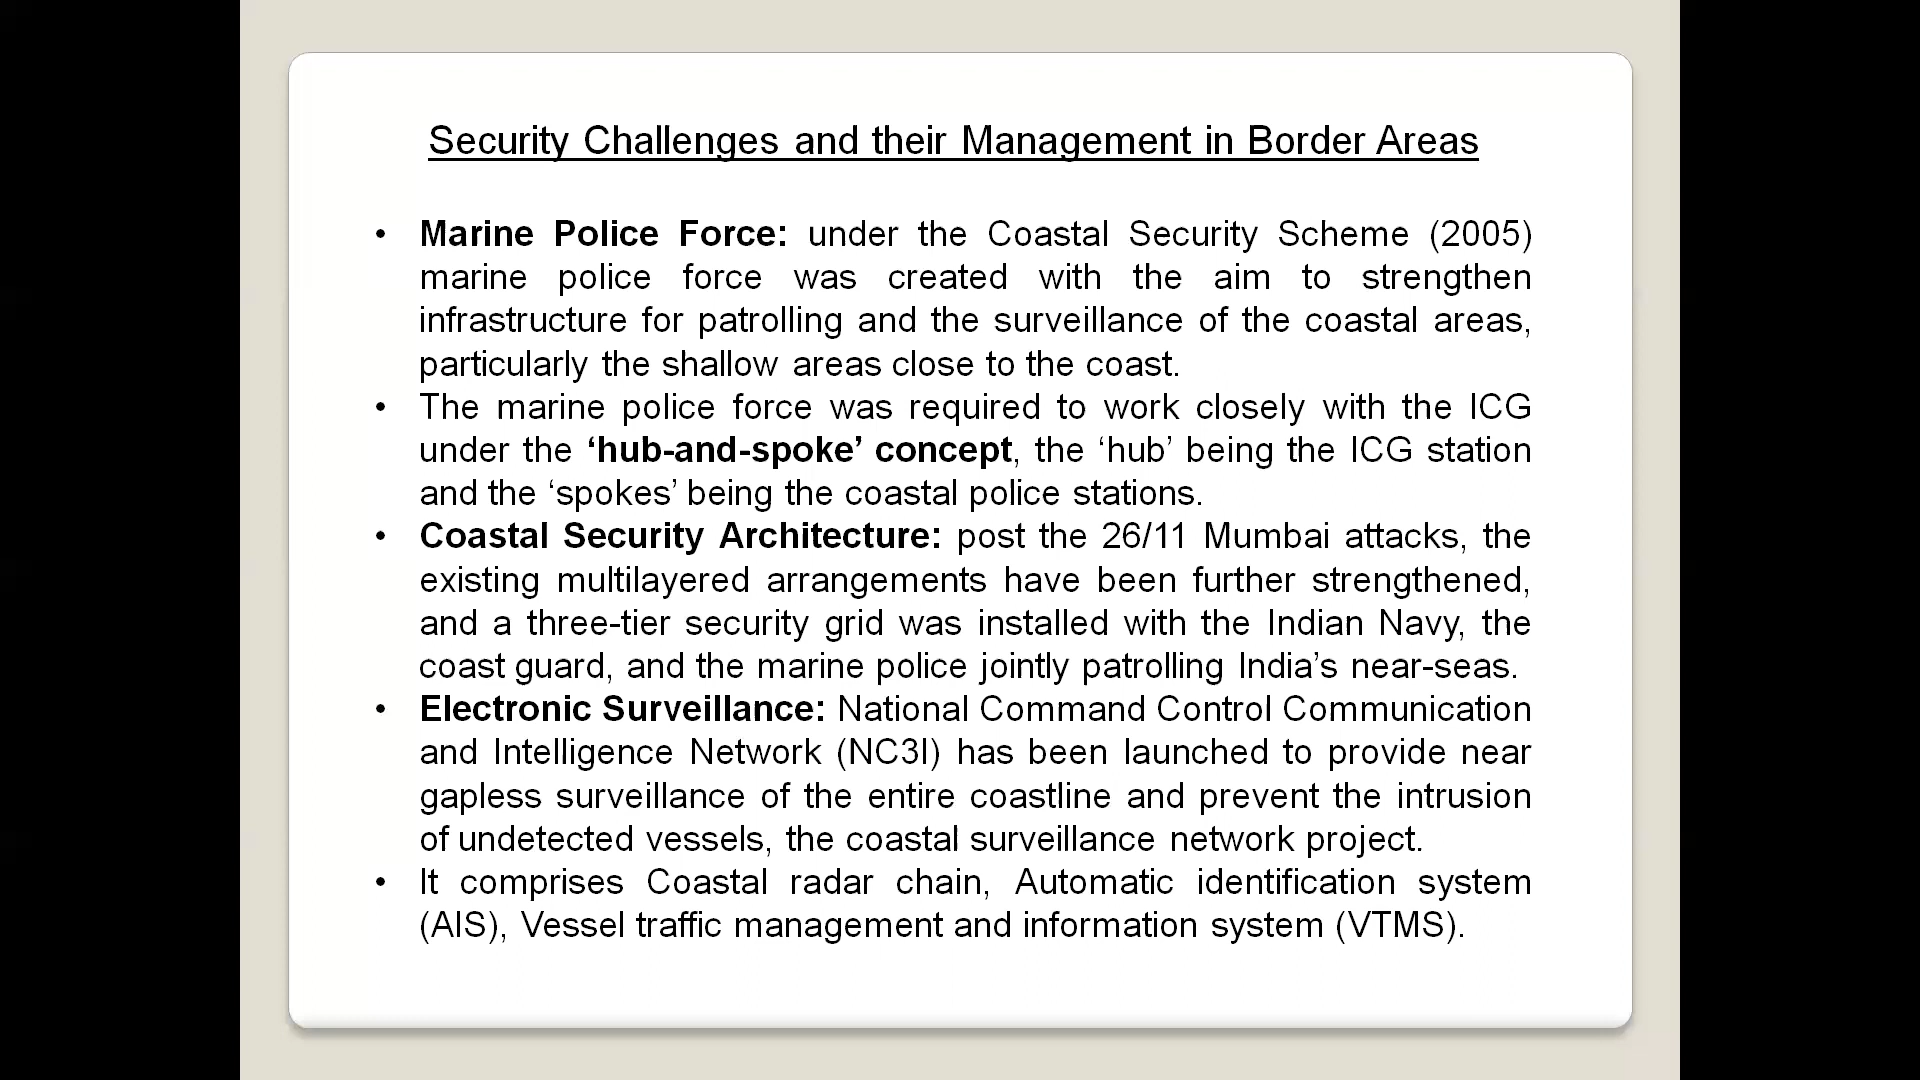 Security Challenges and their Management in Border Areas
• Marine Police Force: under the Coastal Security Scheme (2005)
marine police force was created with the aim to strengthen
infrastructure for patrolling and the surveillance of the coastal areas,
particularly the shallow areas close to the coast.
• The marine police force was required to work closely with the ICG
under the ‘hub-and-spoke’ concept, the ‘hub’ being the ICG station
and the ‘spokes’ being the coastal police stations.
• Coastal Security Architecture: post the 26/11 Mumbai attacks, the
existing multilayered arrangements have been further strengthened,
and a three-tier security grid was installed with the Indian Navy, the
coast guard, and the marine police jointly patrolling India’s near-seas.
• Electronic Surveillance: National Command Control Communication
and Intelligence Network (NC3I) has been launched to provide near
gapless surveillance of the entire coastline and prevent the intrusion
of undetected vessels, the coastal surveillance network project.
• It comprises Coastal radar chain, Automatic identification system
(AIS), Vessel traffic management and information system (VTMS).